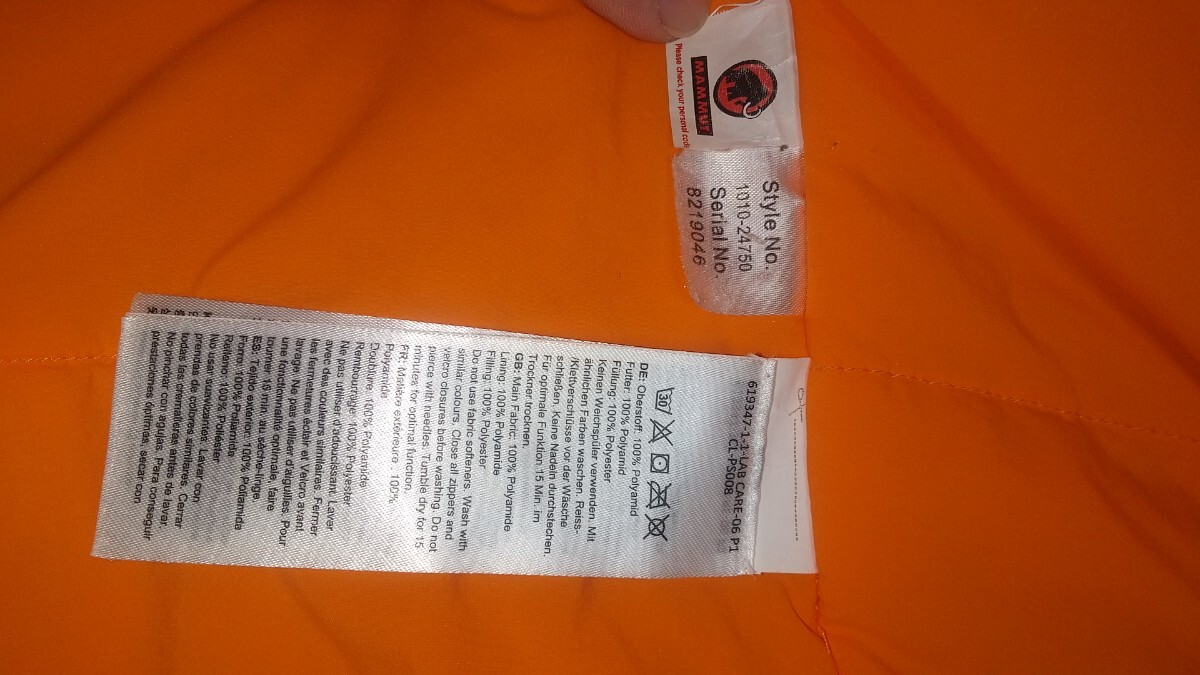 MAMMUT
Please check your personal code
Style No.
1010-24750
Serial No.
8219046
619347-1-1-LAB CARE-06 P1
CL-PS008
30
DE: Oberstoff: 100% Polyamid
Futter: 100% Polyamid
Füllung: 100% Polyester
Keinen Weichspüler verwenden. Mit
ähnlichen Farben waschen. Reiss-
/Klettverschlüsse vor der Wäsche
schließen. Keine Nadeln durchstechen.
Für optimale Funktion 15 Min. im
Trockner trocknen.
GB: Main Fabric: 100% Polyamide
Lining: 100% Polyamide
Filling: 100% Polyester
Do not use fabric softeners. Wash with
similar colours. Close all zippers and
velcro closures before washing. Do not
pierce with needles. Tumble dry for 15
minutes for optimal function.
FR: Matière extérieure : 100%
Polyamide
Doublure: 100% Polyamide
Rembourrage: 100% Polyester
Ne pas utiliser d'adoucissant. Laver
avec des couleurs similaires. Fermer
les fermetures éclair et Velcro avant
lavage. Ne pas utiliser d'aiguilles. Pour
une fonctionnalité optimale, faire
tourner 15 min. au sèche-linge.
ES: Tejido exterior: 100% Poliamida
Forro: 100% Poliamida
Relleno: 100% Poliéster
No usar suavizantes. Lavar con
prendas de colores similares. Cerrar
todas las cremalleras antes de lavar.
No pinchar con agujas. Para conseguir
prestaciones óptimas, secar con